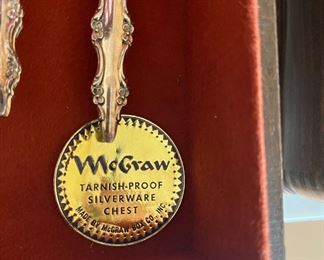 McGraw
TARNISH-PROOF
SILVERWARE
CHEST
MADE BY McGRAW BOX CO., INC.